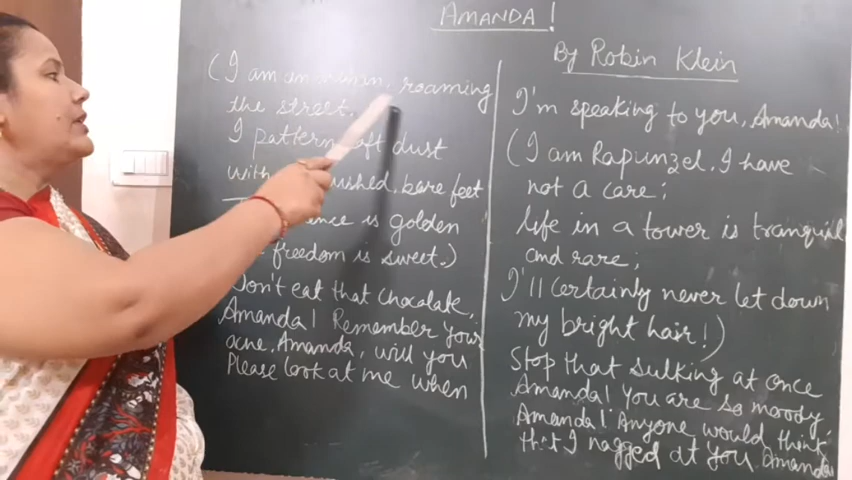 AMANDA!
By Robin Klein
(I am an roaming
the street.
I pattern soft dust
with hushed, bare feet
is golden
freedom is sweet.)
Don't eat that chocolate,
Amanda! Remember your
acne, Amanda, will you
Please look at me when
I'm speaking to you, Amanda!
(I am Rapunzel, I have
not a care;
life in a tower is tranquil
and rare;
I'll certainly never let down
my bright hair!)
Stop that sulking at once
Amanda! You are so moody
Amanda! Anyone would think
that I nagged at you Amanda